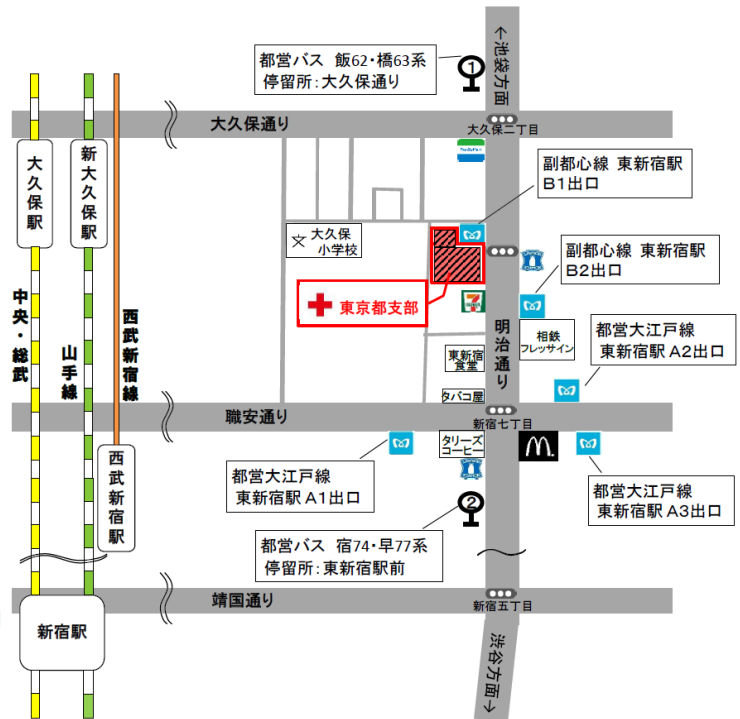 ←池袋方面
都営バス 飯62・橋63系
停留所：大久保通り
1
大久保通り
大久保二丁目
FamilyMart
大久保駅
新大久保駅
副都心線 東新宿駅
B1出口
大久保
小学校
副都心線 東新宿駅
B2出口
東京都支部
7
中央・総武
山手線
西武新宿線
明治通り
相鉄
フレッサイン
都営大江戸線
東新宿駅A2出口
東新宿
食堂
タバコ屋
職安通り
新宿七丁目
西武新宿駅
タリーズ
コーヒー
M.
都営大江戸線
東新宿駅A1出口
都営大江戸線
東新宿駅A3出口
2
都営バス 宿74・早77系
停留所：東新宿駅前
靖国通り
新宿五丁目
新宿駅
渋谷方面→